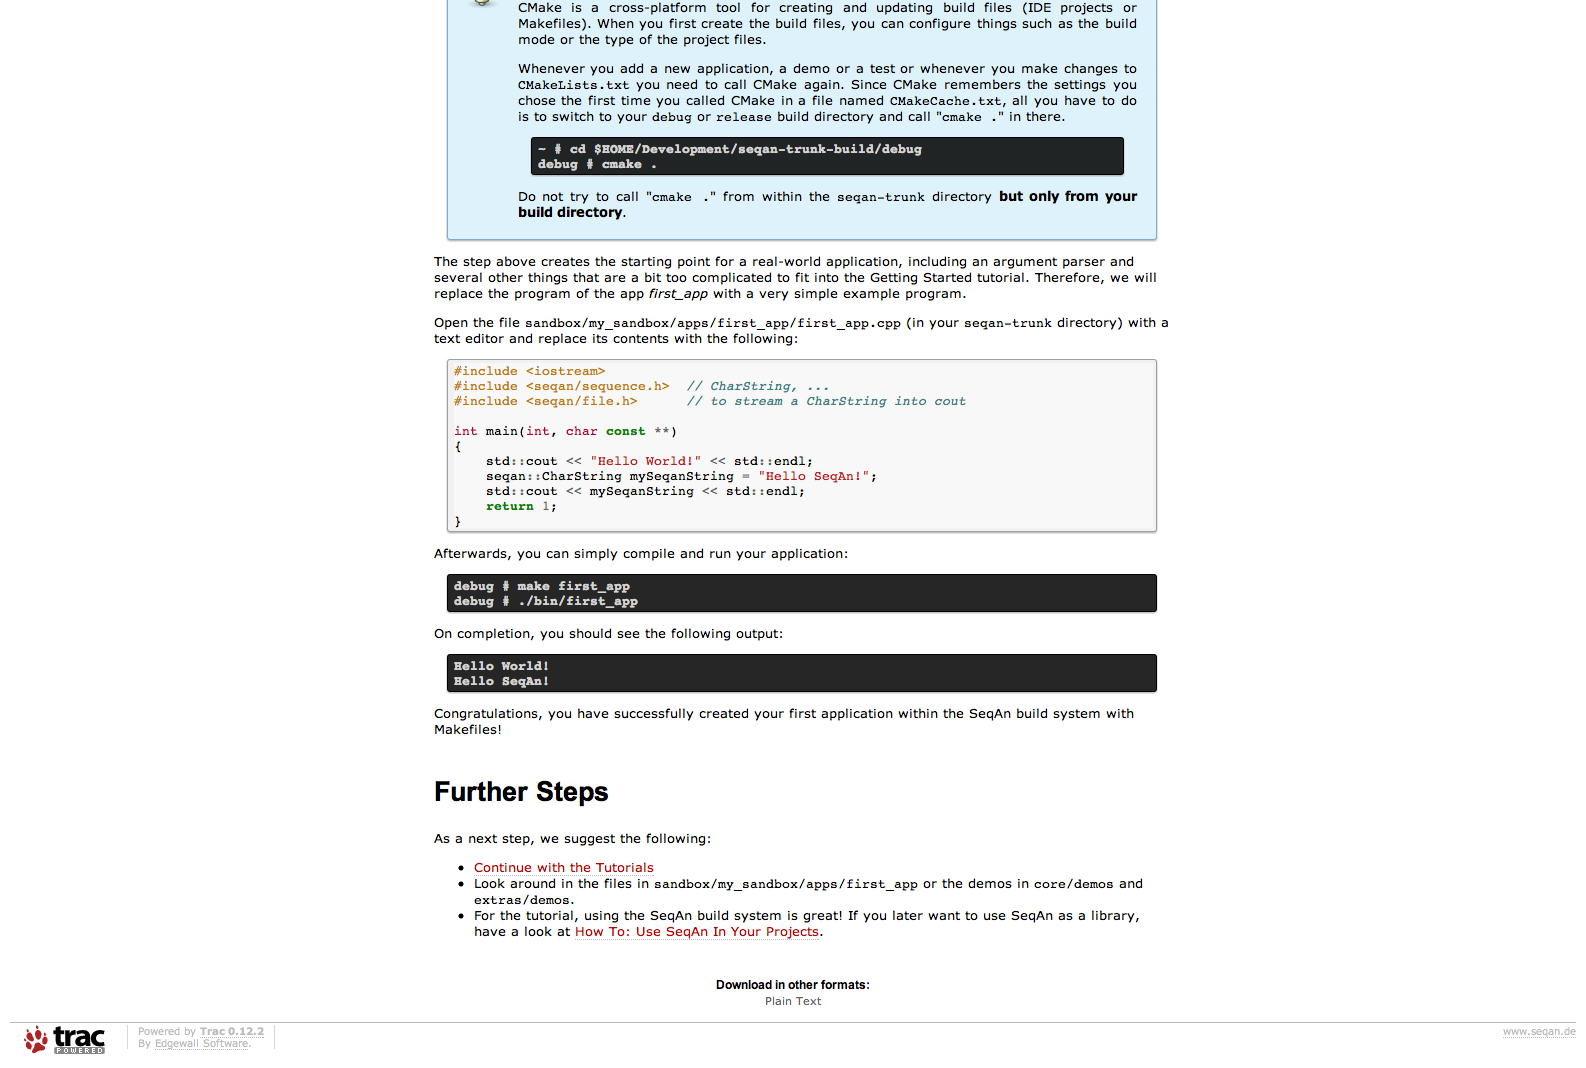 CMake is a cross-platform tool for creating and updating build files (IDE projects or
Makefiles). When you first create the build files, you can configure things such as the build
mode or the type of the project files.
Whenever you add a new application, a demo or a test or whenever you make changes to
CMakeLists.txt you need to call CMake again. Since CMake remembers the settings you
chose the first time you called CMake in a file named CMakeCache.txt, all you have to do
is to switch to your debug or release build directory and call "cmake ." in there.
~ # cd $HOME/Development/seqan-trunk-build/debug
debug # cmake .
Do not try to call "cmake ." from within the seqan-trunk directory but only from your
build directory.
The step above creates the starting point for a real-world application, including an argument parser and
several other things that are a bit too complicated to fit into the Getting Started tutorial. Therefore, we will
replace the program of the app first_app with a very simple example program.
Open the file sandbox/my_sandbox/apps/first_app/first_app.cpp (in your seqan-trunk directory) with a
text editor and replace its contents with the following:
#include <iostream>
#include <seqan/sequence.h>  // CharString, ...
#include <seqan/file.h>      // to stream a CharString into cout
int main(int, char const **)
{
    std::cout << "Hello World!" << std::endl;
    seqan::CharString mySeqanString = "Hello SeqAn!";
    std::cout << mySeqanString << std::endl;
    return 1;
}
Afterwards, you can simply compile and run your application:
debug # make first_app
debug # ./bin/first_app
On completion, you should see the following output:
Hello World!
Hello SeqAn!
Congratulations, you have successfully created your first application within the SeqAn build system with
Makefiles!
Further Steps
As a next step, we suggest the following:
• Continue with the Tutorials
• Look around in the files in sandbox/my_sandbox/apps/first_app or the demos in core/demos and
extras/demos.
• For the tutorial, using the SeqAn build system is great! If you later want to use SeqAn as a library,
have a look at How To: Use SeqAn In Your Projects.
Download in other formats:
Plain Text
trac
POWERED
Powered by Trac 0.12.2
By Edgewall Software.
www.seqan.de